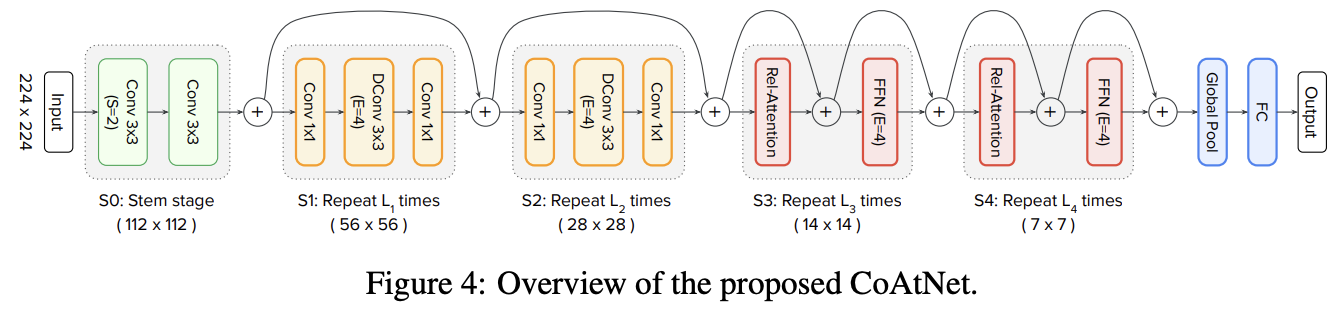 224 x 224
Input
Conv 3x3
(S=2)
Conv 3x3
S0: Stem stage
( 112 x 112 )
+
Conv 1x1
DConv 3x3
(E=4)
Conv 1x1
S1: Repeat L1 times
( 56 x 56 )
+
Conv 1x1
DConv 3x3
(E=4)
Conv 1x1
S2: Repeat L2 times
( 28 x 28 )
+
Rel-Attention
+
FFN (E=4)
S3: Repeat L3 times
( 14 x 14 )
+
Rel-Attention
+
FFN (E=4)
S4: Repeat L4 times
( 7 x 7 )
+
Global Pool
FC
Output
Figure 4: Overview of the proposed CoAtNet.